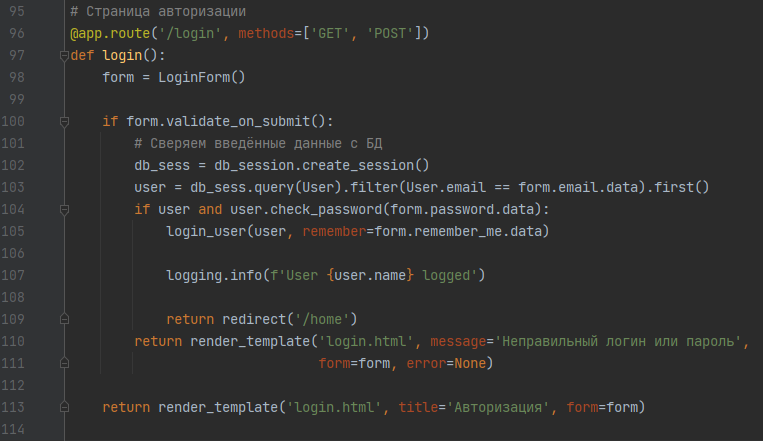 95 # Страница авторизации
96 @app.route('/login', methods=['GET', 'POST'])
97 def login():
98     form = LoginForm()
99
100     if form.validate_on_submit():
101         # Сверяем введённые данные с БД
102         db_sess = db_session.create_session()
103         user = db_sess.query(User).filter(User.email == form.email.data).first()
104         if user and user.check_password(form.password.data):
105             login_user(user, remember=form.remember_me.data)
106
107             logging.info(f'User {user.name} logged')
108
109             return redirect('/home')
110         return render_template('login.html', message='Неправильный логин или пароль',
111                                form=form, error=None)
112
113     return render_template('login.html', title='Авторизация', form=form)
114